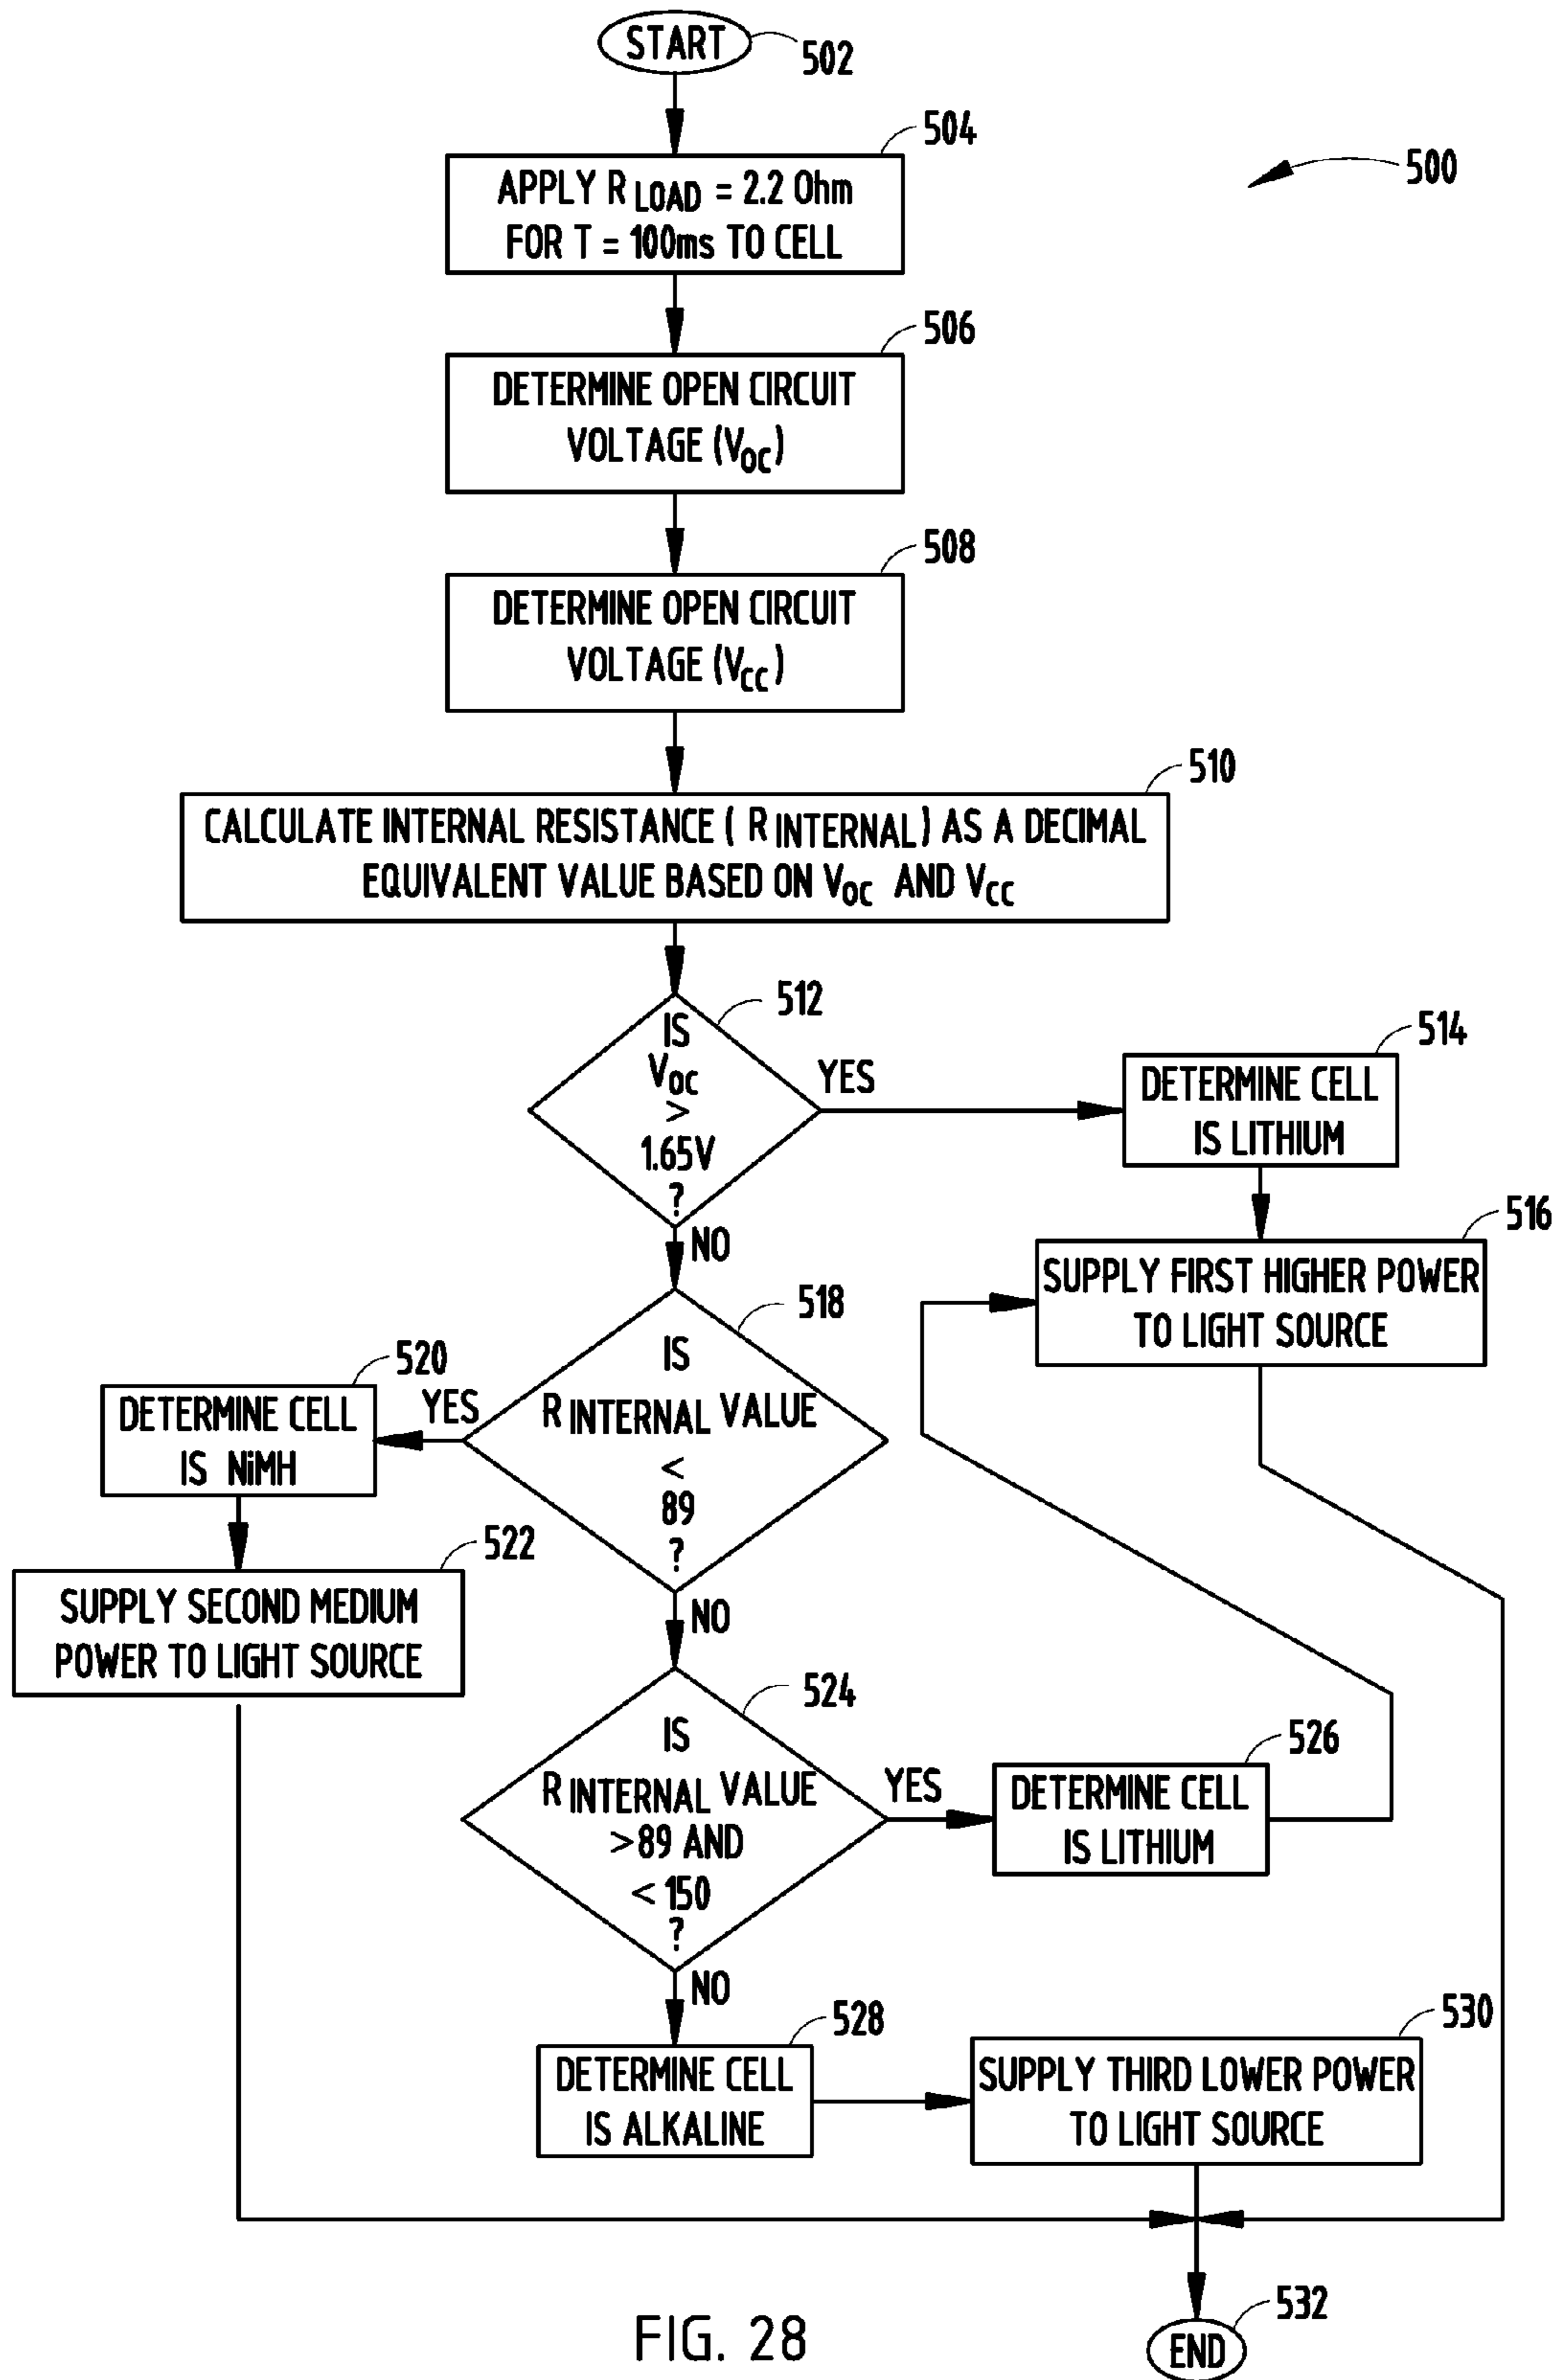 START
502
500
504
APPLY R LOAD = 2.2 Ohm
FOR T = 100ms TO CELL
506
DETERMINE OPEN CIRCUIT
VOLTAGE (VOC)
508
DETERMINE OPEN CIRCUIT
VOLTAGE (VCC)
510
CALCULATE INTERNAL RESISTANCE ( R INTERNAL) AS A DECIMAL
EQUIVALENT VALUE BASED ON VOC AND VCC
512
IS
VOC
>
1.65V
?
YES
NO
514
DETERMINE CELL
IS LITHIUM
516
SUPPLY FIRST HIGHER POWER
TO LIGHT SOURCE
518
IS
R INTERNAL VALUE
<
89
?
YES
NO
520
DETERMINE CELL
IS NiMH
522
SUPPLY SECOND MEDIUM
POWER TO LIGHT SOURCE
524
IS
R INTERNAL VALUE
>89 AND
<150
?
YES
NO
526
DETERMINE CELL
IS LITHIUM
528
DETERMINE CELL
IS ALKALINE
530
SUPPLY THIRD LOWER POWER
TO LIGHT SOURCE
532
END
FIG. 28